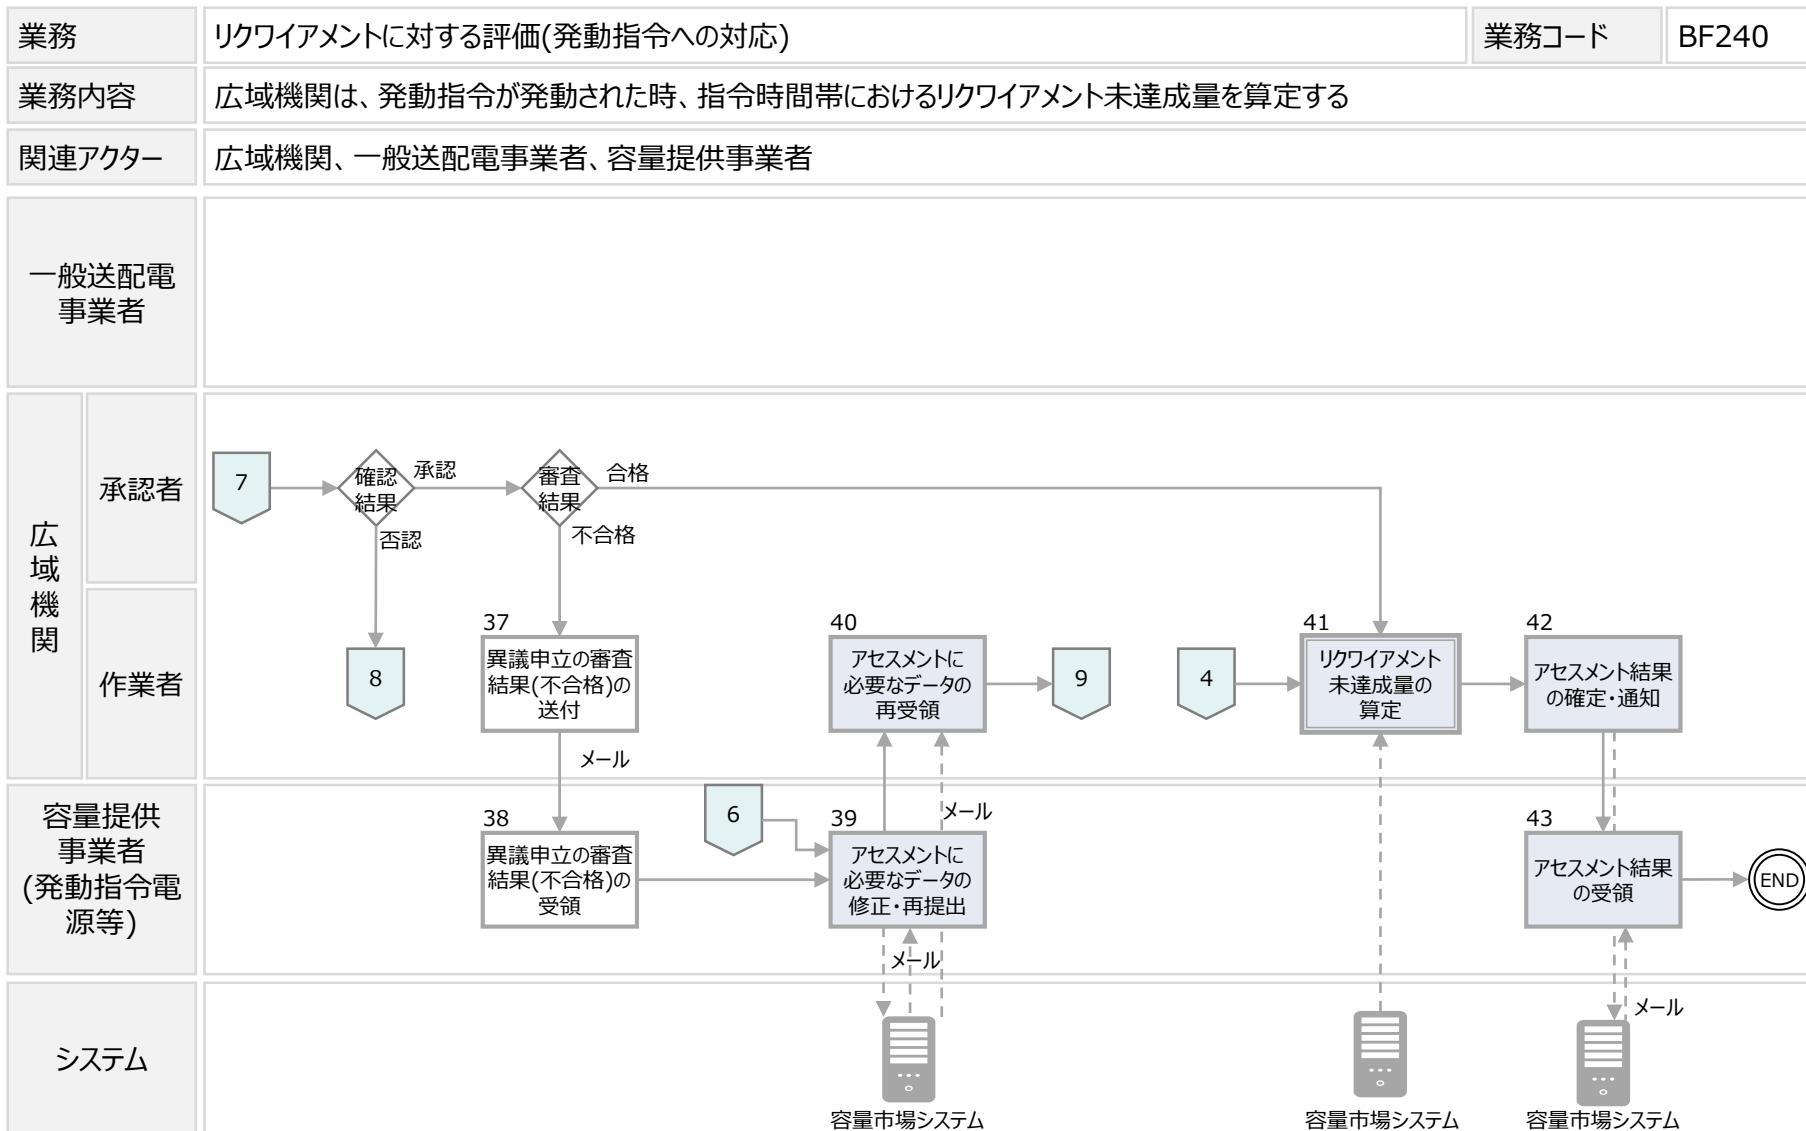 業務
リクワイアメントに対する評価(発動指令への対応)
業務コード
BF240
業務内容
広域機関は、発動指令が発動された時、指令時間帯におけるリクワイアメント未達成量を算定する
関連アクター
広域機関、一般送配電事業者、容量提供事業者
一般送配電
事業者
広
域
機
関
承認者
7
確認
結果
承認
否認
審査
結果
合格
不合格
作業者
8
37
異議申立の審査
結果(不合格)の
送付
メール
40
アセスメントに
必要なデータの
再受領
9
4
41
リクワイアメント
未達成量の
算定
42
アセスメント結果
の確定・通知
容量提供
事業者
(発動指令電
源等)
38
異議申立の審査
結果(不合格)の
受領
6
39
アセスメントに
必要なデータの
修正・再提出
メール
メール
43
アセスメント結果
の受領
END
システム
容量市場システム
容量市場システム
メール
容量市場システム